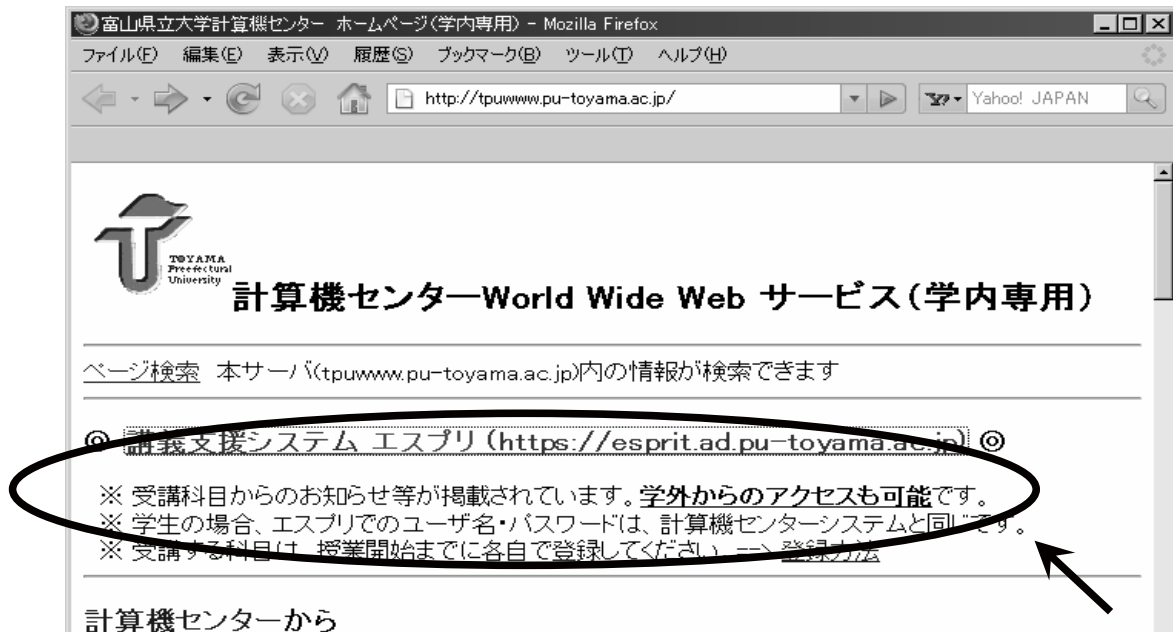 富山県立大学計算機センター ホームページ(学内専用) - Mozilla Firefox
ファイル(F) 編集(E) 表示(V) 履歴(S) ブックマーク(B) ツール(T) ヘルプ(H)
http://tpuwww.pu-toyama.ac.jp/ Yahoo! JAPAN
TOYAMA
Prefectural
University
計算機センターWorld Wide Web サービス(学内専用)
ページ検索 本サーバ(tpuwww.pu-toyama.ac.jp)内の情報が検索できます
◎ 講義支援システム エスプリ (https://esprit.ad.pu-toyama.ac.jp) ◎
※ 受講科目からのお知らせ等が掲載されています。学外からのアクセスも可能です。
※ 学生の場合、エスプリでのユーザ名・パスワードは、計算機センターシステムと同じです。
※ 受講する科目は、授業開始までに各自で登録してください --> 登録方法
計算機センターから